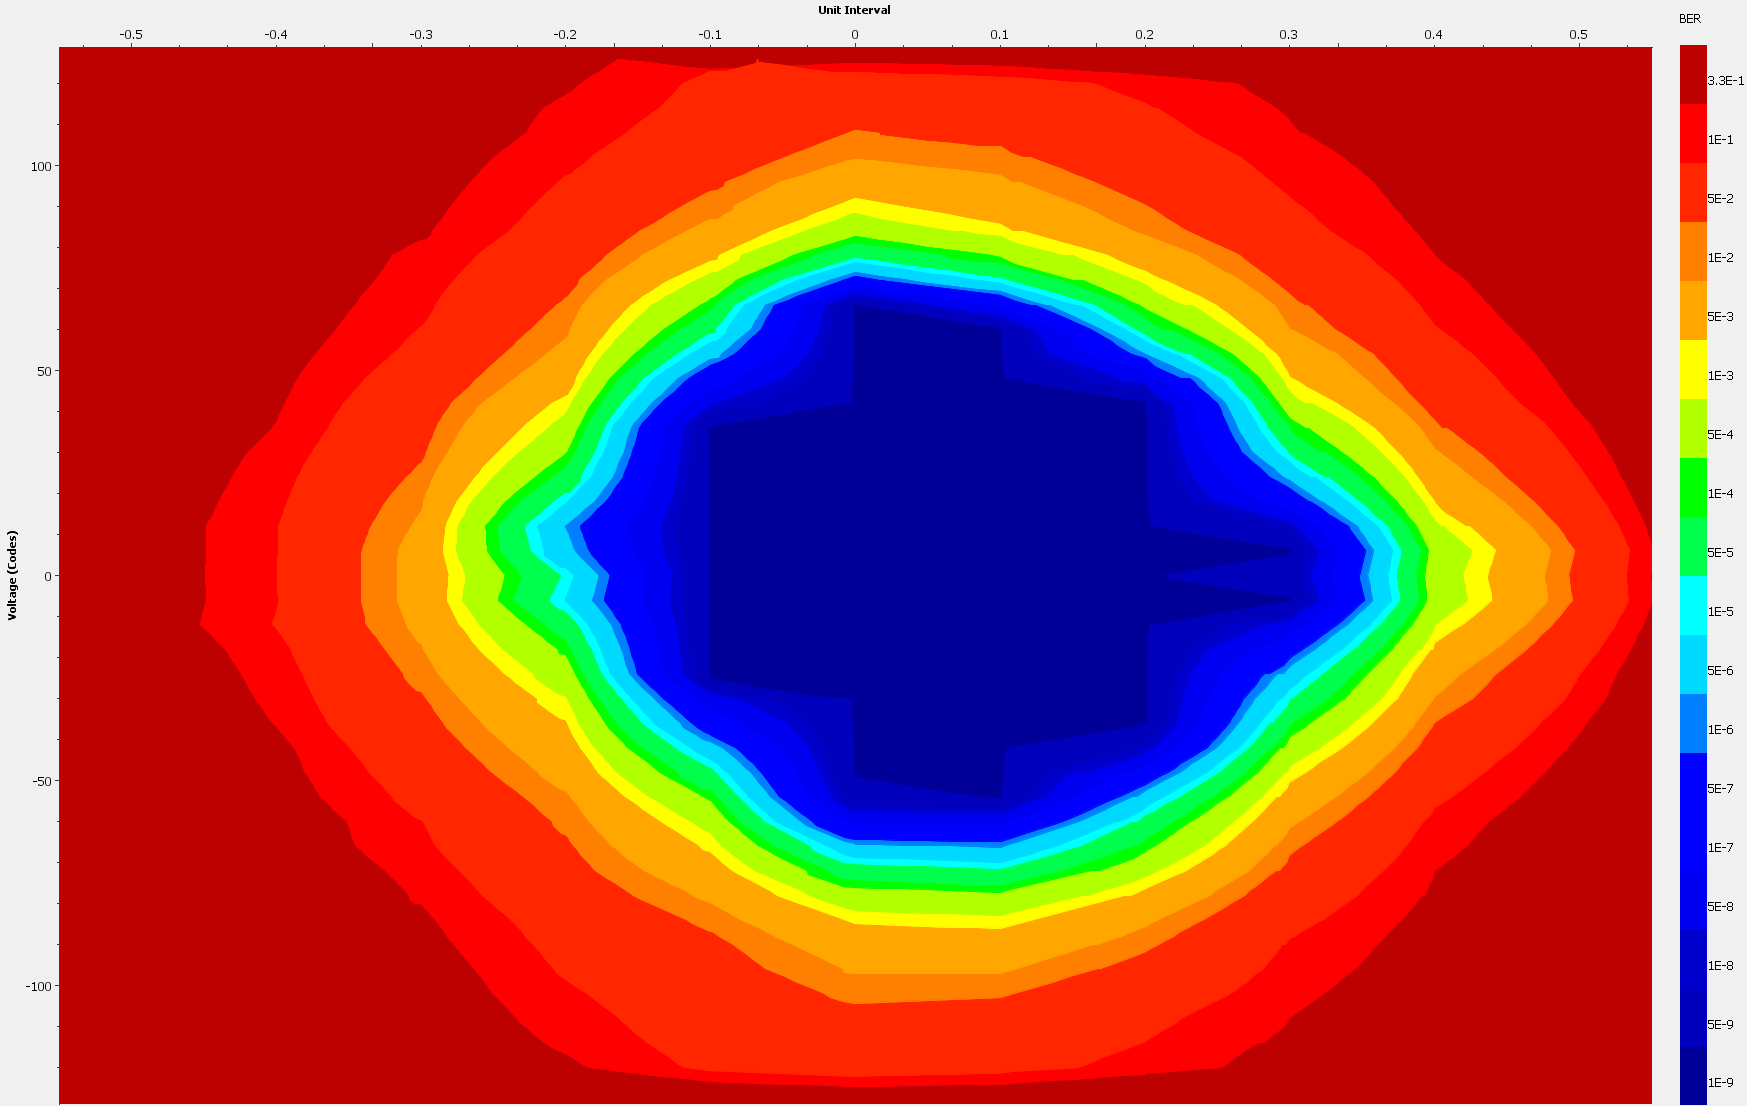 Unit Interval
-0.5 -0.4 -0.3 -0.2 -0.1 0 0.1 0.2 0.3 0.4 0.5
BER
Voltage (Codes)
100
50
0
-50
-100
3.3E-1
1E-1
5E-2
1E-2
5E-3
1E-3
5E-4
1E-4
5E-5
1E-5
5E-6
1E-6
5E-7
1E-7
5E-8
1E-8
5E-9
1E-9